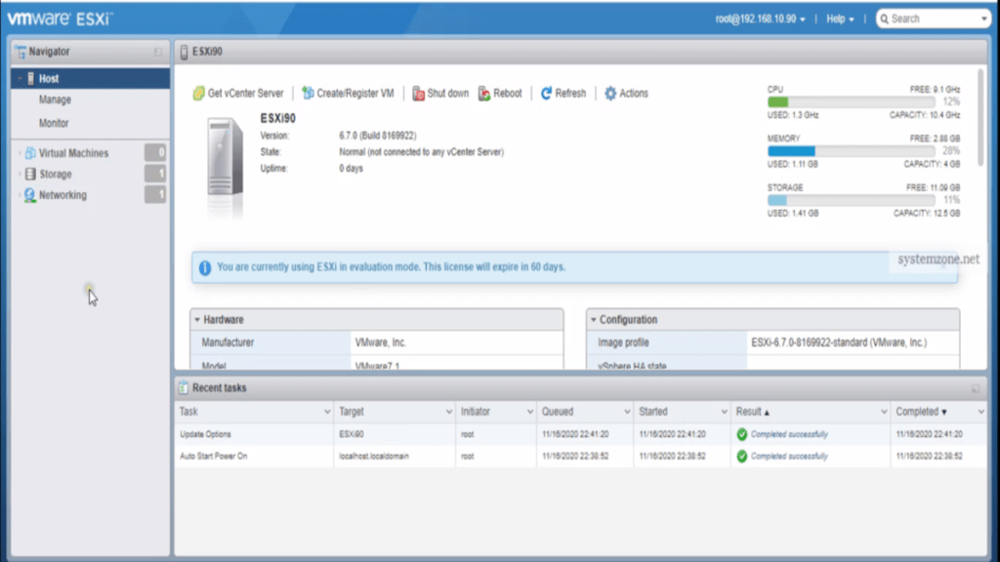 vmware ESXi
root@192.168.10.90 | Help | Search
Navigator
Host
Manage
Monitor
Virtual Machines 0
Storage 1
Networking 1
ESXi90
Get vCenter Server | Create/Register VM | Shut down Reboot | Refresh | Actions
ESXi90
Version: 6.7.0 (Build 8169922)
State: Normal (not connected to any vCenter Server)
Uptime: 0 days
CPU FREE: 9.1 GHz
12%
USED: 1.3 GHz CAPACITY: 10.4 GHz
MEMORY FREE: 2.88 GB
28%
USED: 1.11 GB CAPACITY: 4 GB
STORAGE FREE: 11.09 GB
11%
USED: 1.41 GB CAPACITY: 12.5 GB
systemzone.net
You are currently using ESXi in evaluation mode. This license will expire in 60 days.
Hardware
Manufacturer VMware, Inc.
Model VMware7,1
Configuration
Image profile ESXi-6.7.0-8169922-standard (VMware, Inc.)
vSphere HA state
Recent tasks
Task Target Initiator Queued Started Result Completed
Update Options ESXi90 root 11/16/2020 22:41:20 11/16/2020 22:41:20 Completed successfully 11/16/2020 22:41:20
Auto Start Power On localhost.localdomain root 11/16/2020 22:38:52 11/16/2020 22:38:52 Completed successfully 11/16/2020 22:38:52